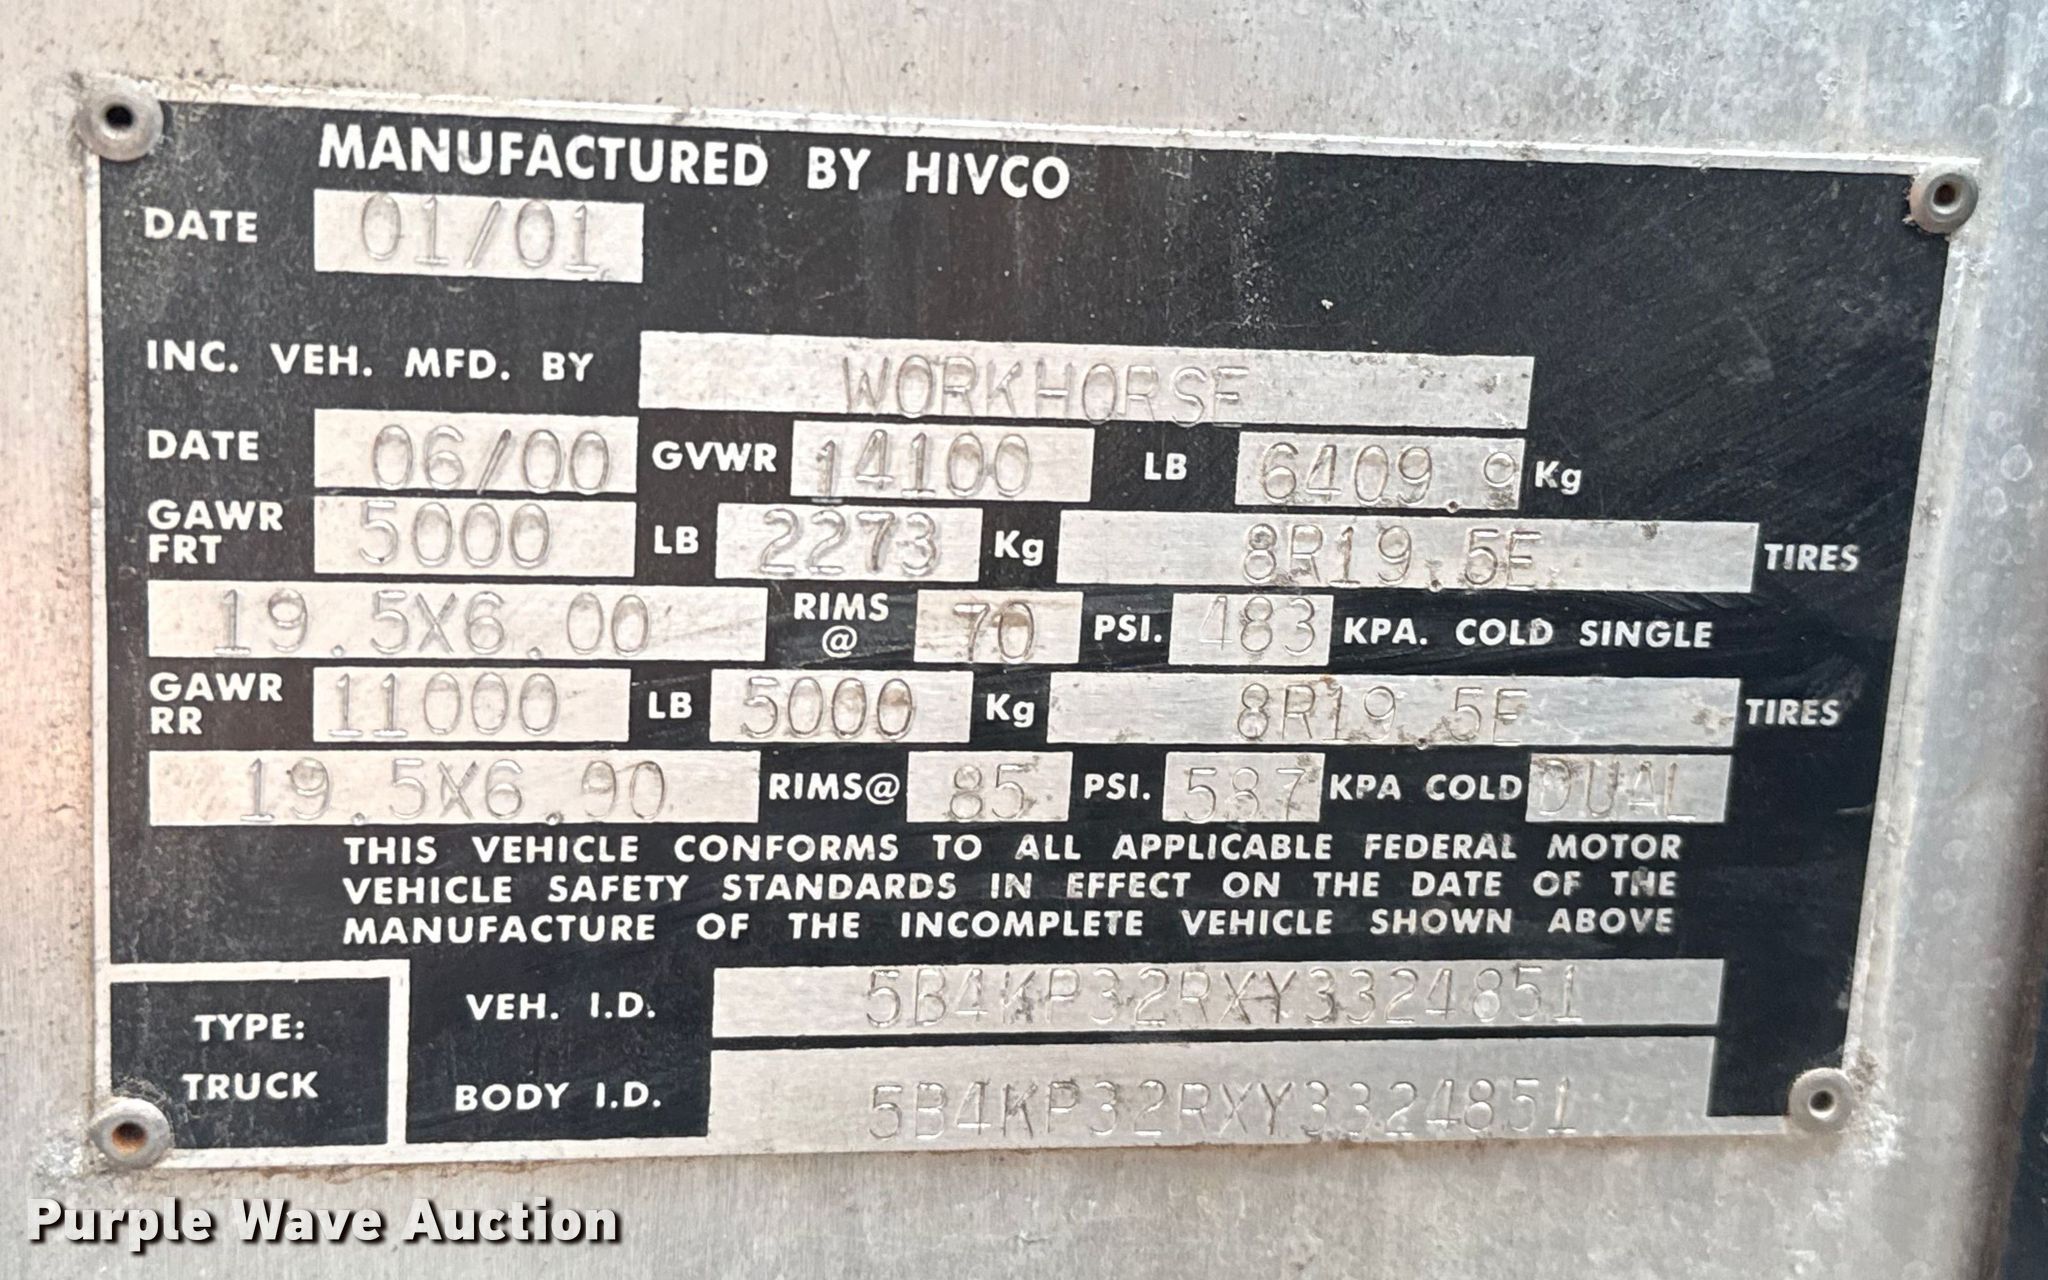 MANUFACTURED BY HIVCO
DATE 01/01
INC. VEH. MFD. BY WORKHORSE
DATE 06/00 GVWR 14100 LB 6409.9 Kg
GAWR FRT 5000 LB 2273 Kg 8R19.5E TIRES
19.5X6.00 RIMS @ 70 PSI. 483 KPA. COLD SINGLE
GAWR RR 11000 LB 5000 Kg 8R19.5E TIRES
19.5X6.00 RIMS@ 85 PSI. 587 KPA COLD DUAL
THIS VEHICLE CONFORMS TO ALL APPLICABLE FEDERAL MOTOR
VEHICLE SAFETY STANDARDS IN EFFECT ON THE DATE OF THE
MANUFACTURE OF THE INCOMPLETE VEHICLE SHOWN ABOVE
TYPE:
TRUCK
VEH. I.D. 5B4KP32RXY3324851
BODY I.D. 5B4KP32RXY3324851
Purple Wave Auction